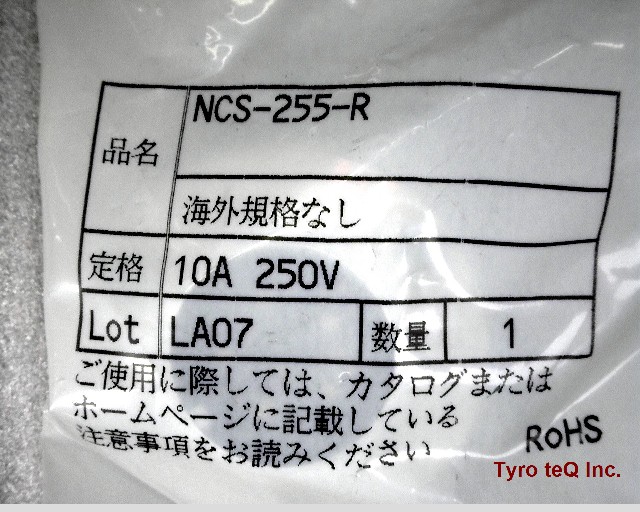 品名 NCS-255-R
海外規格なし
定格 10A 250V
Lot LA07 数量 1
ご使用に際しては、カタログまたは
ホームページに記載している
注意事項をお読みください
RoHS
Tyro teQ Inc.